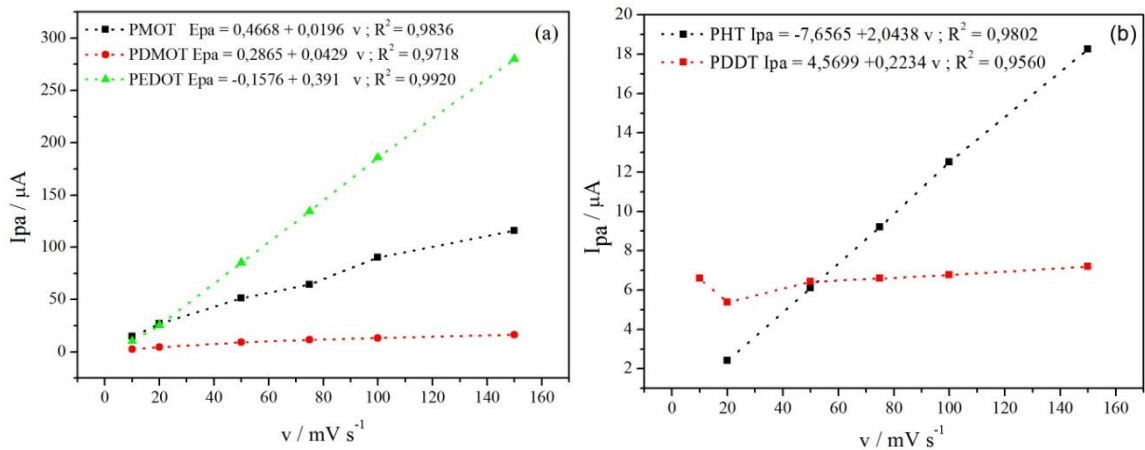 PMOT Epa = 0,4668 + 0,0196 v ; R² = 0,9836
(a)
PDMOT Epa = 0,2865 + 0,0429 v ; R² = 0,9718
PEDOT Epa = -0,1576 + 0,391 v ; R² = 0,9920
300
250
200
150
100
50
0
Ipa / μA
0 20 40 60 80 100 120 140 160
v / mV s⁻¹
PHT Ipa = -7,6565 +2,0438 v ; R² = 0,9802
(b)
PDDT Ipa = 4,5699 +0,2234 v ; R² = 0,9560
20
18
16
14
12
10
8
6
4
2
Ipa / μA
0 20 40 60 80 100 120 140 160
v / mV s⁻¹